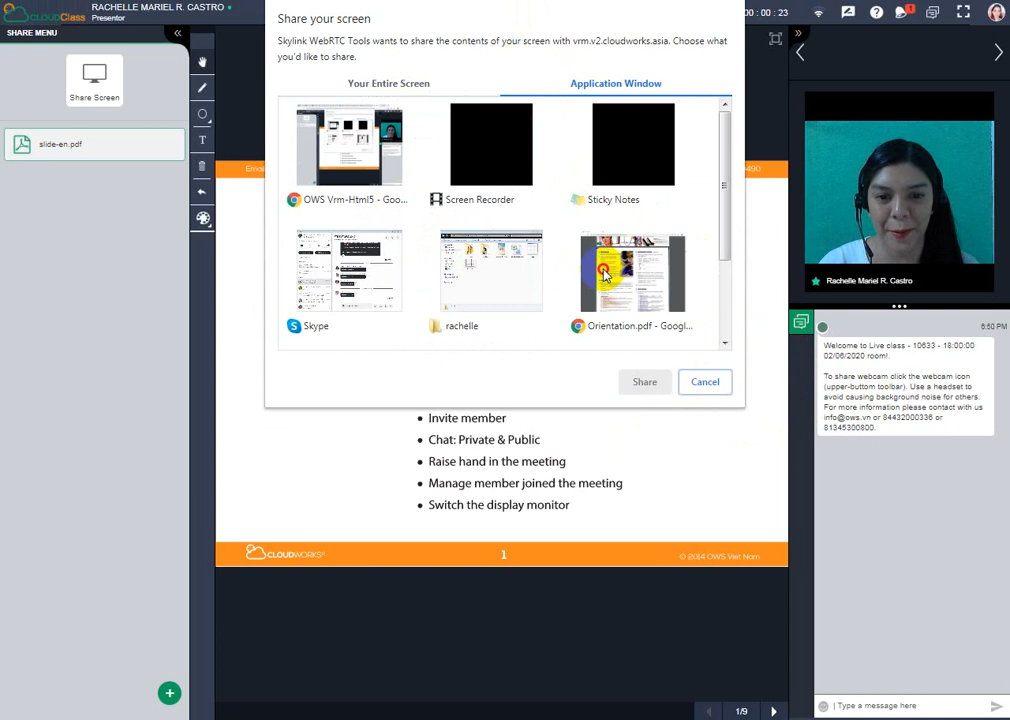 CLOUDClass
RACHELLE MARIEL R. CASTRO
Presentor
SHARE MENU
Share Screen
slide-en.pdf
Share your screen
Skylink WebRTC Tools wants to share the contents of your screen with vrm.v2.cloudworks.asia. Choose what
you'd like to share.
Your Entire Screen
Application Window
OWS Vrm-Html5 - Goo...
Screen Recorder
Sticky Notes
Skype
rachelle
Orientation.pdf - Googl...
Share
Cancel
Email
490
• Invite member
• Chat: Private & Public
• Raise hand in the meeting
• Manage member joined the meeting
• Switch the display monitor
CLOUDWORKS®
1
© 2014 OWS Viet Nam
1/9
00 : 23
1
Rachelle Mariel R. Castro
6:50 PM
Welcome to Live class - 10633 - 18:00:00
02/06/2020 room!.
To share webcam click the webcam icon
(upper-buttom toolbar). Use a headset to
avoid causing background noise for others.
For more information please contact with us
info@ows.vn or 84432000336 or
81345300800.
Type a message here